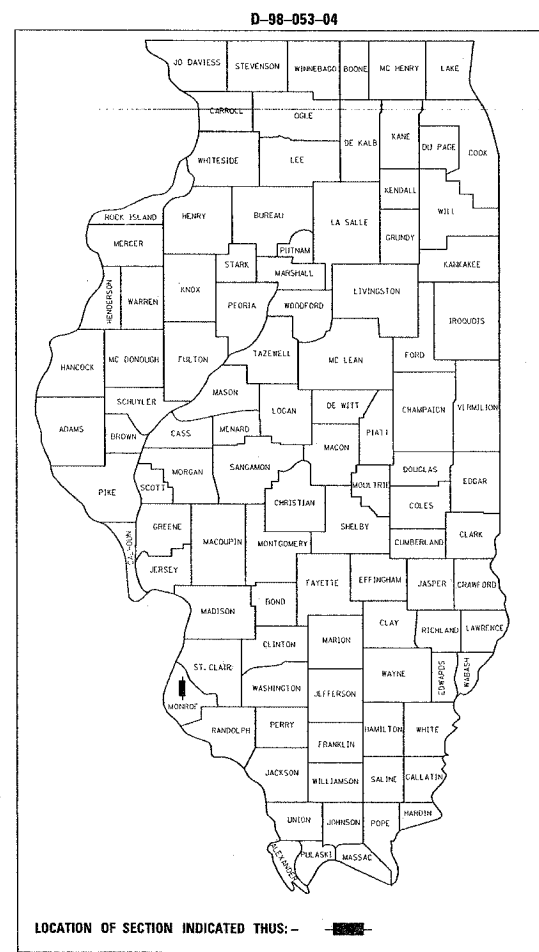 D-98-053-04
JO DAVIESS
STEVENSON
WINNEBAGO
BOONE
MC HENRY
LAKE
CARROLL
OGLE
DE KALB
KANE
DU PAGE
COOK
WHITESIDE
LEE
KENDALL
WILL
ROCK ISLAND
HENRY
BUREAU
LA SALLE
GRUNDY
MERCER
PUTNAM
STARK
MARSHALL
KANKAKEE
HENDERSON
WARREN
KNOX
PEORIA
WOODFORD
LIVINGSTON
IROQUOIS
HANCOCK
MC DONOUGH
FULTON
TAZEWELL
MC LEAN
FORD
MASON
SCHUYLER
LOGAN
DE WITT
CHAMPAIGN
VERMILION
ADAMS
BROWN
CASS
MENARD
MACON
PIATT
MORGAN
SANGAMON
DOUGLAS
EDGAR
PIKE
SCOTT
CHRISTIAN
MOULTRIE
COLES
GREENE
MACOUPIN
MONTGOMERY
SHELBY
CUMBERLAND
CLARK
CALHOUN
JERSEY
FAYETTE
EFFINGHAM
JASPER
CRAWFORD
MADISON
BOND
CLAY
RICHLAND
LAWRENCE
CLINTON
MARION
ST. CLAIR
WAYNE
EDWARDS
WABASH
WASHINGTON
JEFFERSON
MONROE
RANDOLPH
PERRY
HAMILTON
WHITE
FRANKLIN
JACKSON
WILLIAMSON
SALINE
GALLATIN
UNION
JOHNSON
POPE
HARDIN
ALEXANDER
PULASKI
MASSAC
LOCATION OF SECTION INDICATED THUS: -